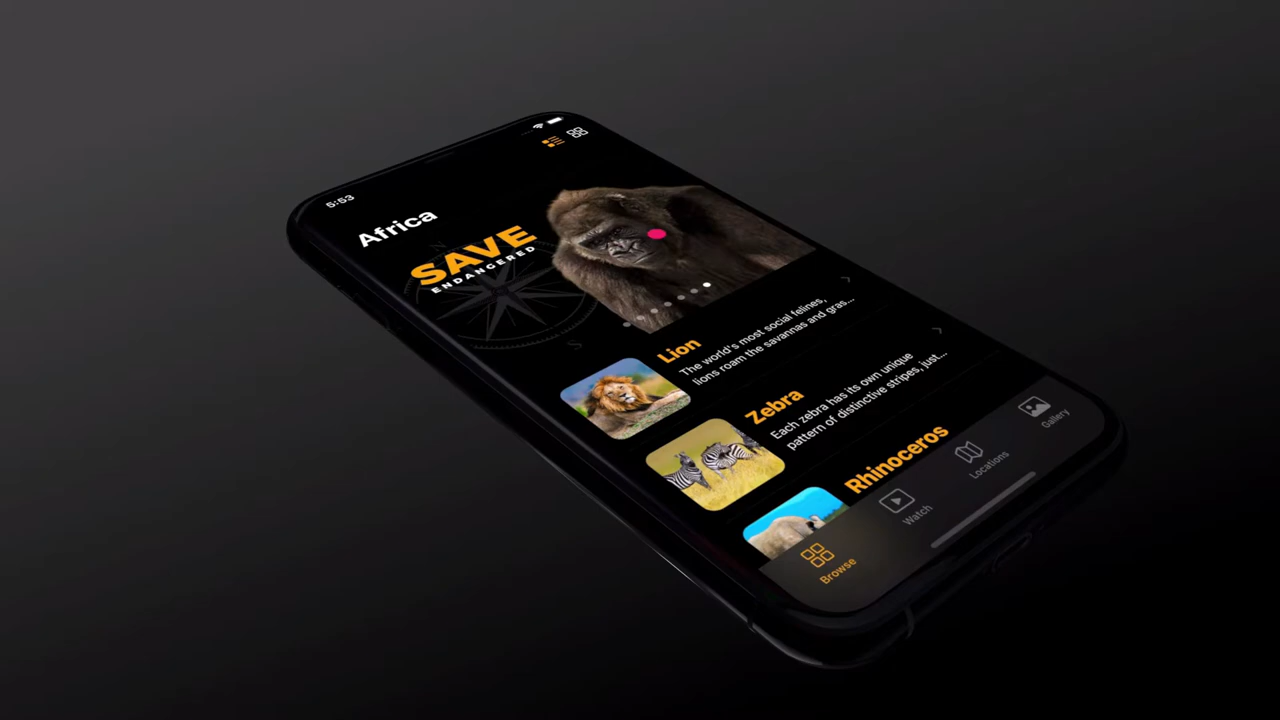 5:53
Africa
SAVE
ENDANGERED
N
S
Lion
The world's most social felines,
lions roam the savannas and gras...
Zebra
Each zebra has its own unique
pattern of distinctive stripes, just...
Rhinoceros
Browse
Watch
Locations
Gallery